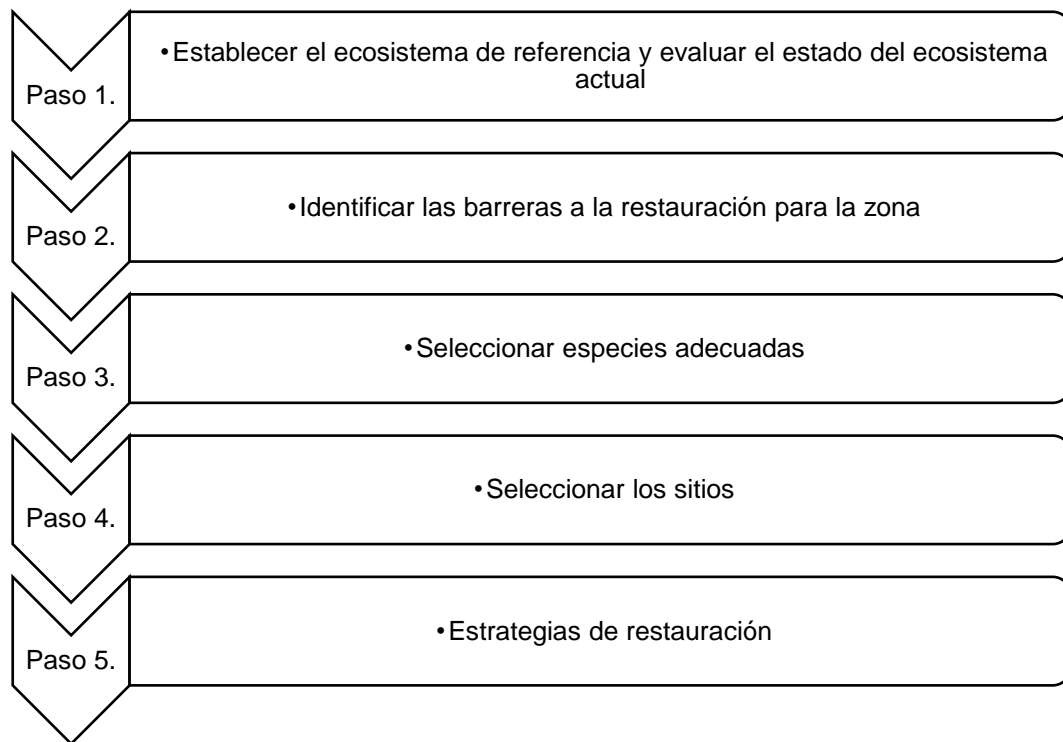 Paso 1.
•Establecer el ecosistema de referencia y evaluar el estado del ecosistema
actual
Paso 2.
•Identificar las barreras a la restauración para la zona
Paso 3.
•Seleccionar especies adecuadas
Paso 4.
•Seleccionar los sitios
Paso 5.
•Estrategias de restauración